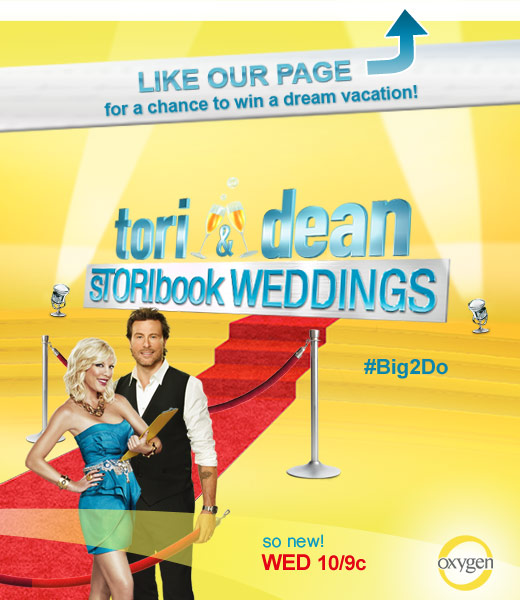 LIKE OUR PAGE
for a chance to win a dream vacation!
tori & dean
sTORIbook WEDDINGS
#Big2Do
so new!
WED 10/9c
oxygen